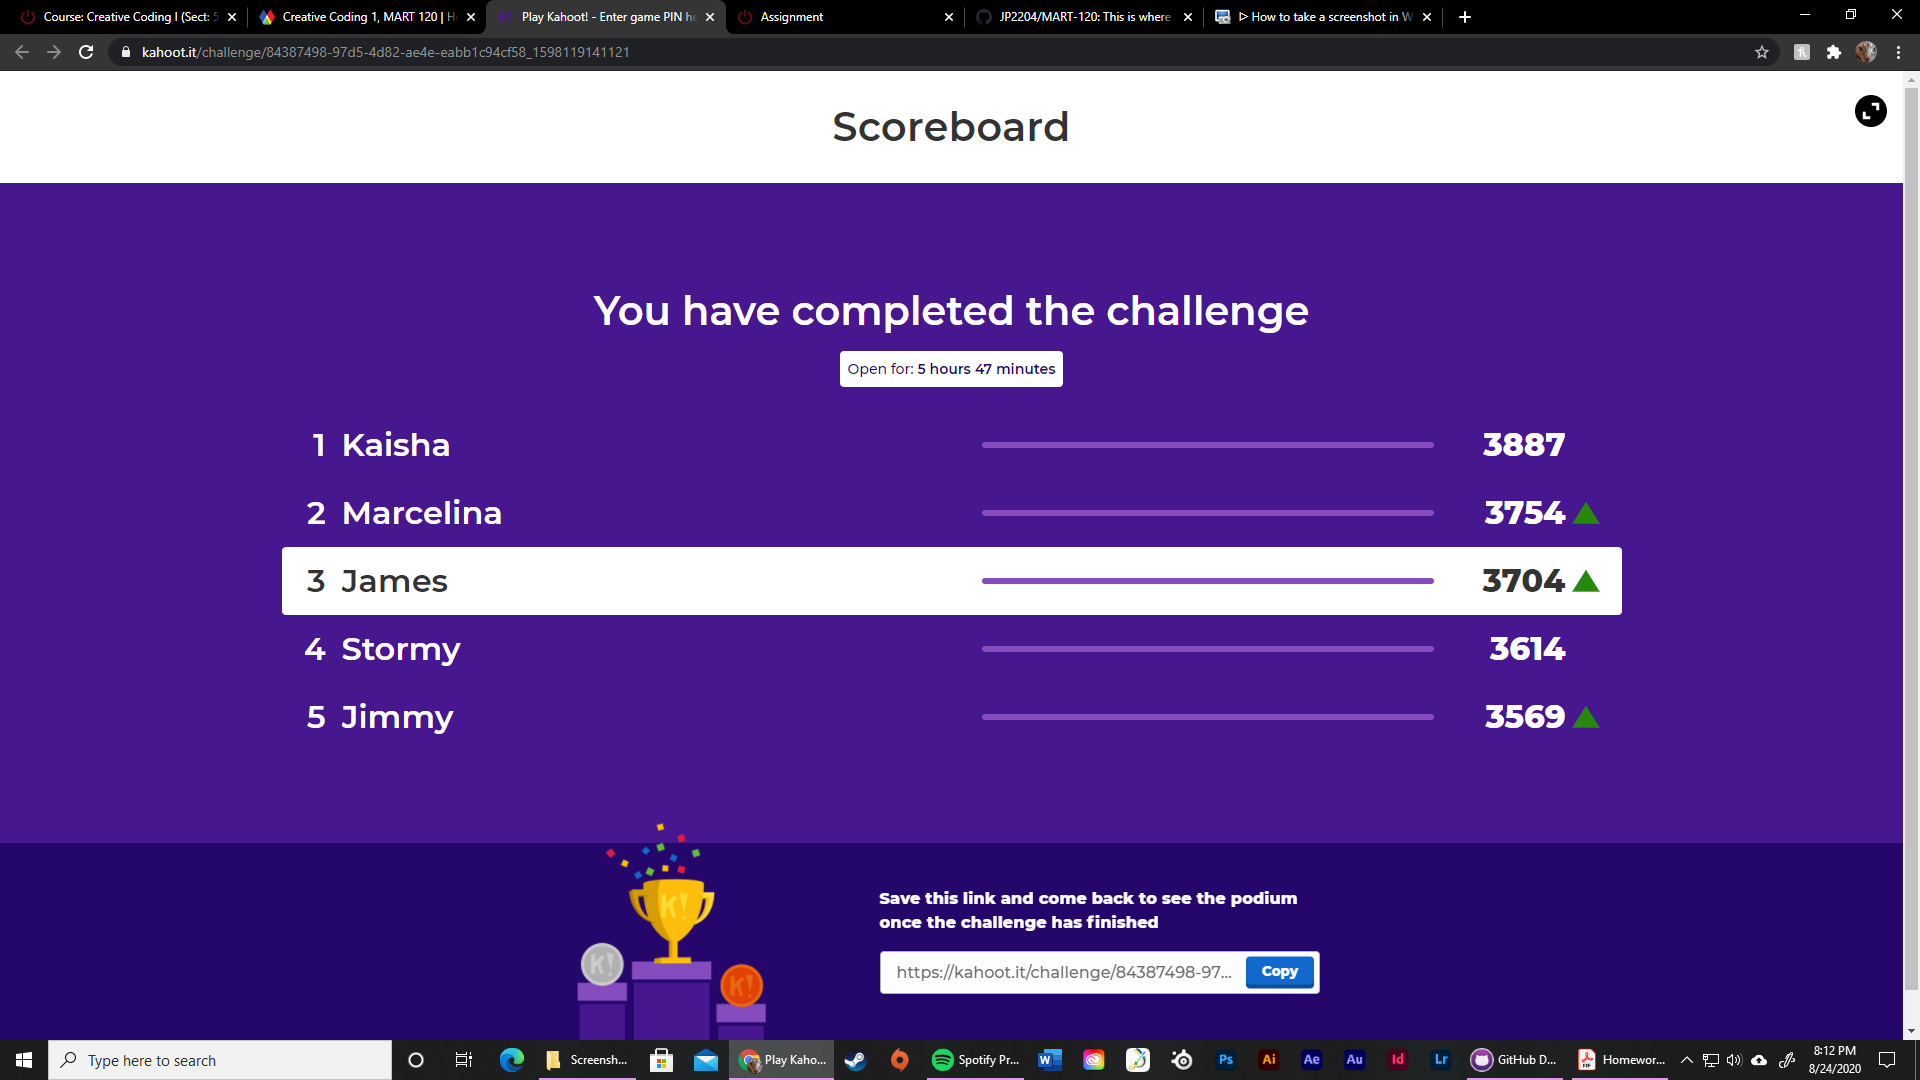 Course: Creative Coding I (Sect: 5
Creative Coding 1, MART 120 | H
Play Kahoot! - Enter game PIN he
Assignment
JP2204/MART-120: This is where
How to take a screenshot in W
kahoot.it/challenge/84387498-97d5-4d82-ae4e-eabb1c94cf58_1598119141121
Scoreboard
You have completed the challenge
Open for: 5 hours 47 minutes
1 Kaisha 3887
2 Marcelina 3754
3 James 3704
4 Stormy 3614
5 Jimmy 3569
K!
K!
K!
Save this link and come back to see the podium
once the challenge has finished
https://kahoot.it/challenge/84387498-97... Copy
Type here to search
Screensh...
Play Kaho...
Spotify Pr...
Ps
Ai
Ae
Au
Id
Lr
GitHub D...
Homewor...
8:12 PM
8/24/2020